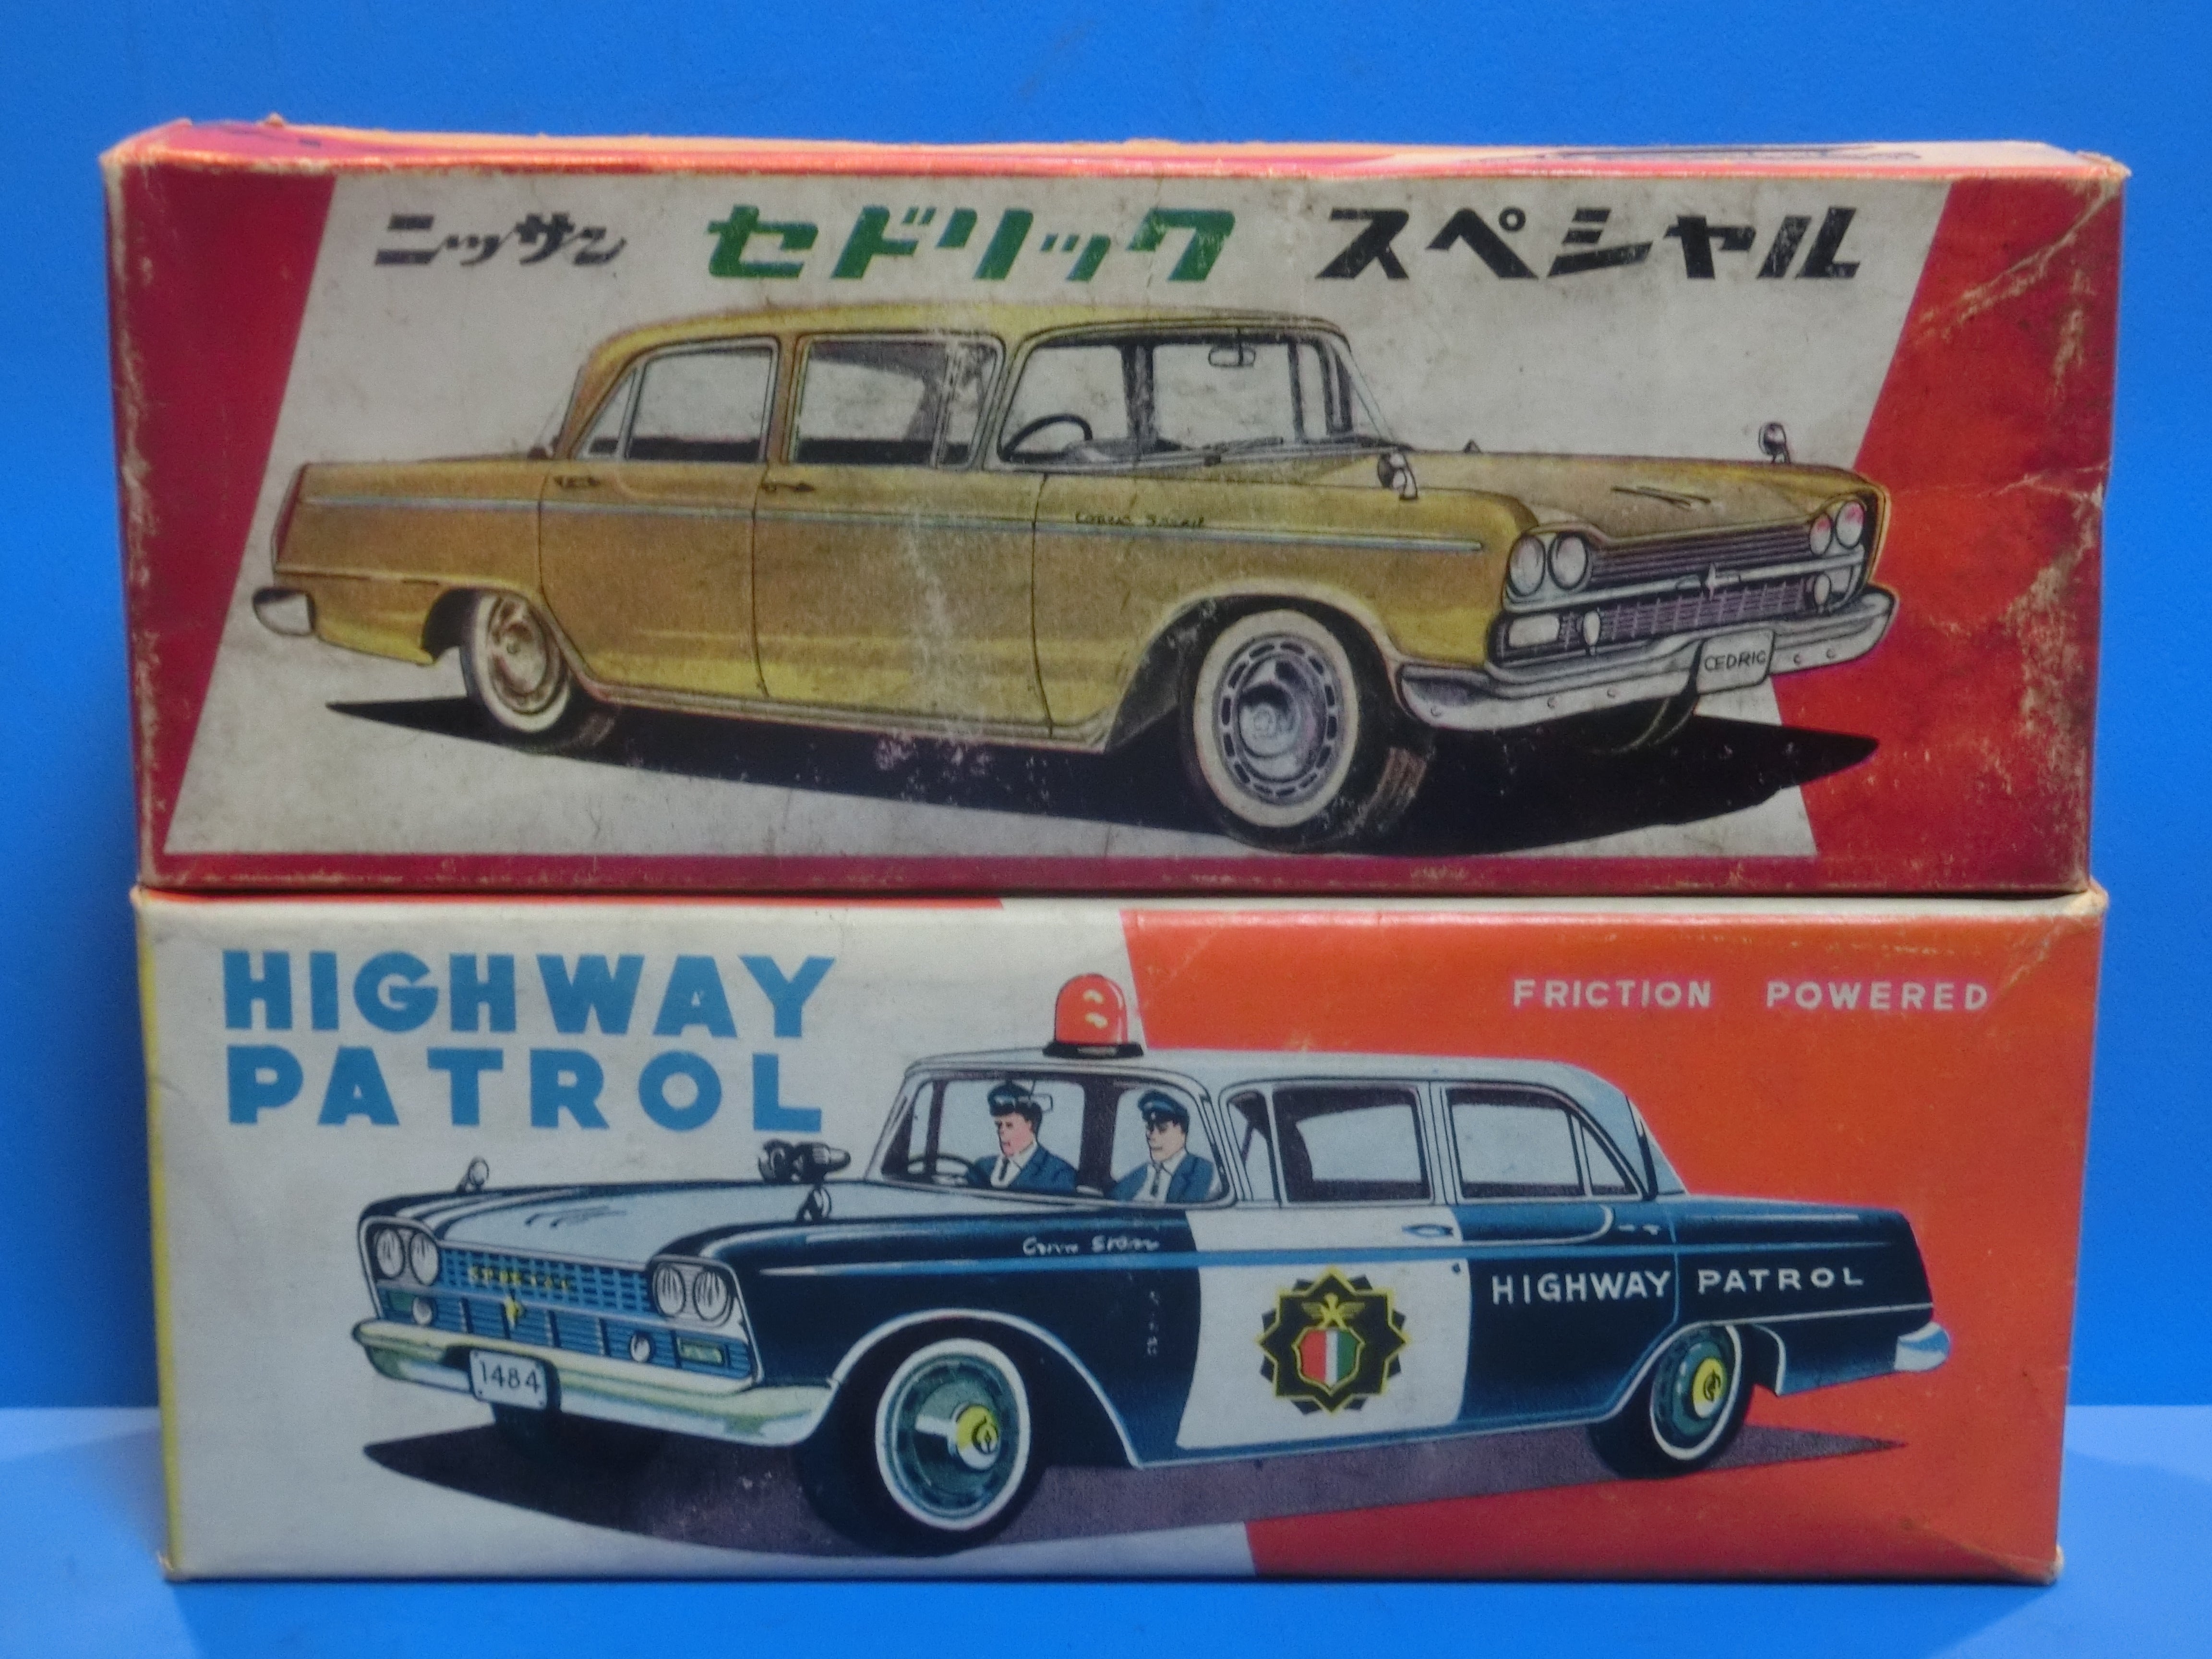 ニッサン セドリック スペシャル
CEDRIC
HIGHWAY
PATROL
FRICTION POWERED
HIGHWAY PATROL
1484